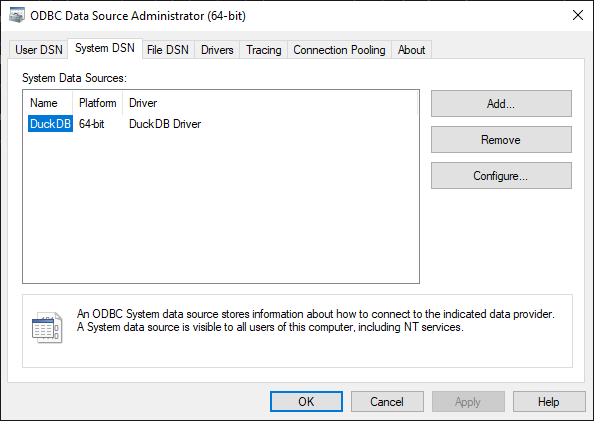 ODBC Data Source Administrator (64-bit)
User DSN System DSN File DSN Drivers Tracing Connection Pooling About
System Data Sources:
Name Platform Driver
DuckDB 64-bit DuckDB Driver
Add...
Remove
Configure...
An ODBC System data source stores information about how to connect to the indicated data provider.
A System data source is visible to all users of this computer, including NT services.
OK Cancel Apply Help